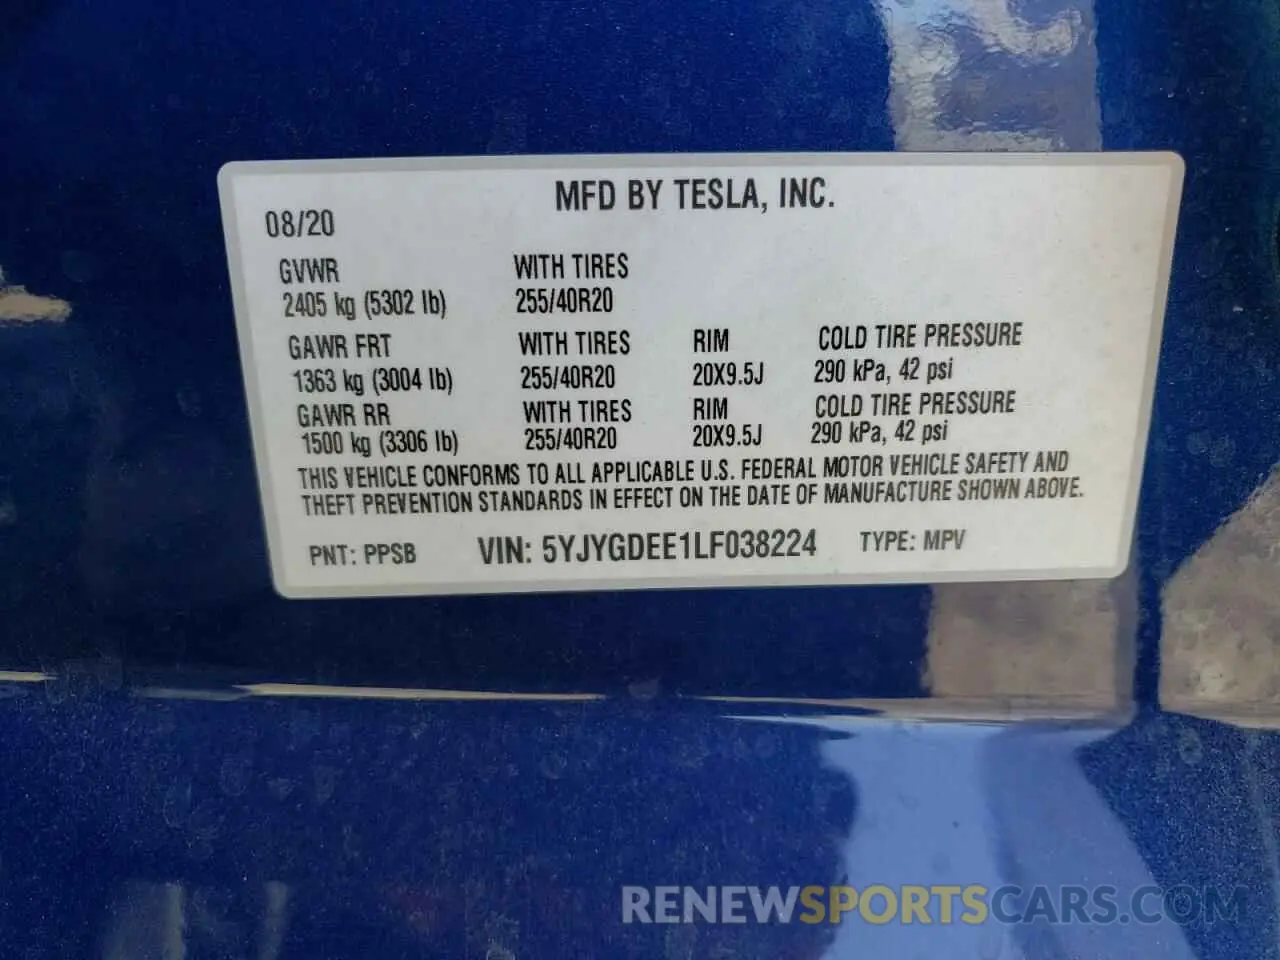 MFD BY TESLA, INC.
08/20
GVWR WITH TIRES
2405 kg (5302 lb) 255/40R20
GAWR FRT WITH TIRES RIM COLD TIRE PRESSURE
1363 kg (3004 lb) 255/40R20 20X9.5J 290 kPa, 42 psi
GAWR RR WITH TIRES RIM COLD TIRE PRESSURE
1500 kg (3306 lb) 255/40R20 20X9.5J 290 kPa, 42 psi
THIS VEHICLE CONFORMS TO ALL APPLICABLE U.S. FEDERAL MOTOR VEHICLE SAFETY AND
THEFT PREVENTION STANDARDS IN EFFECT ON THE DATE OF MANUFACTURE SHOWN ABOVE.
PNT: PPSB VIN: 5YJYGDEE1LF038224 TYPE: MPV
RENEWSPORTSCARS.COM